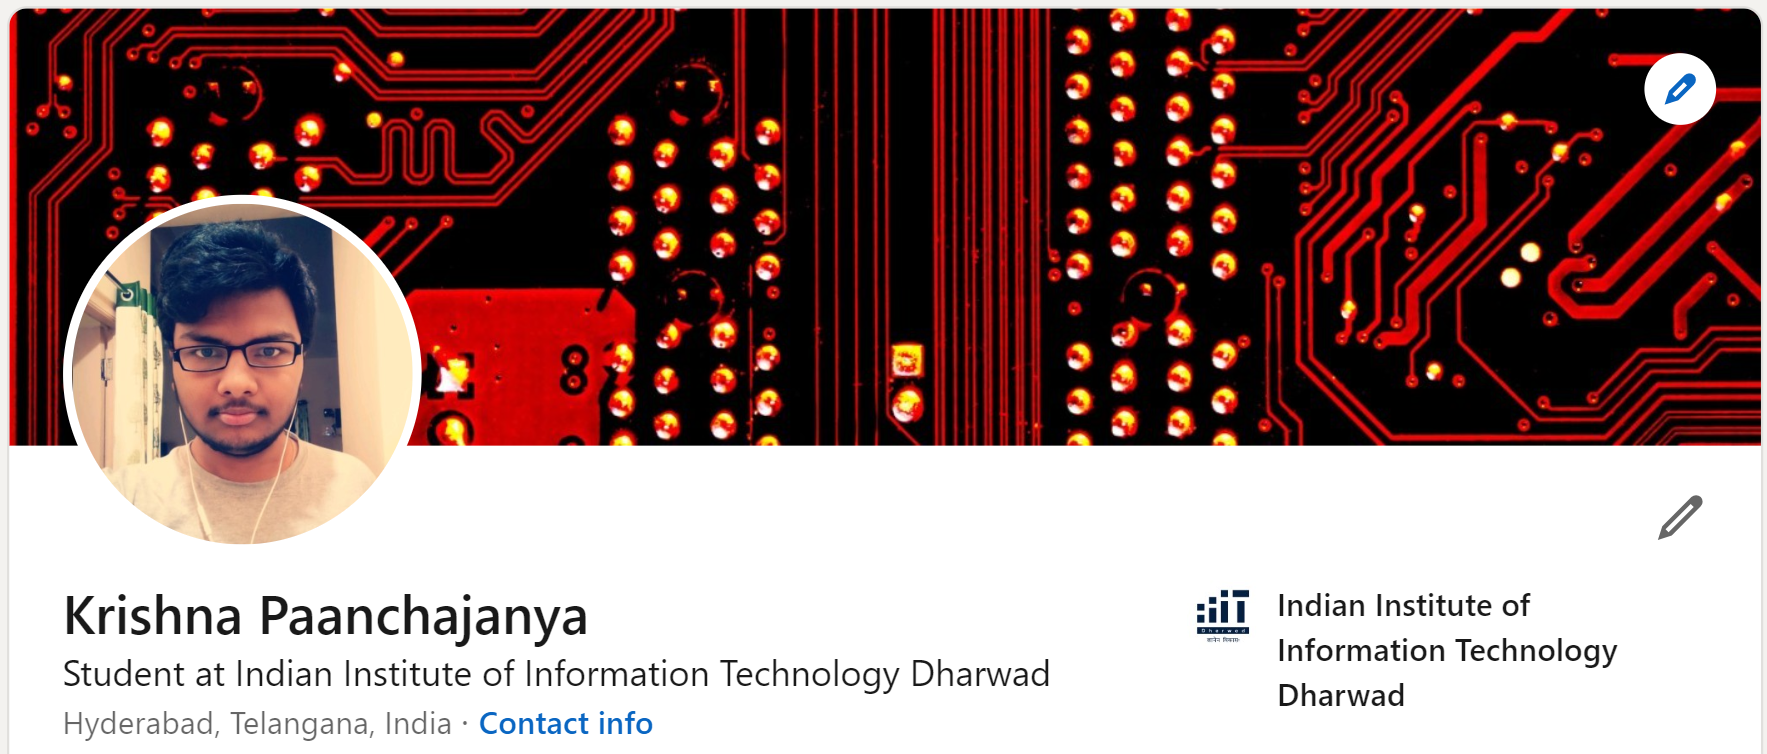 Krishna Paanchajanya
Student at Indian Institute of Information Technology Dharwad
Hyderabad, Telangana, India · Contact info
IIIT
Dharwad
Indian Institute of
Information Technology
Dharwad